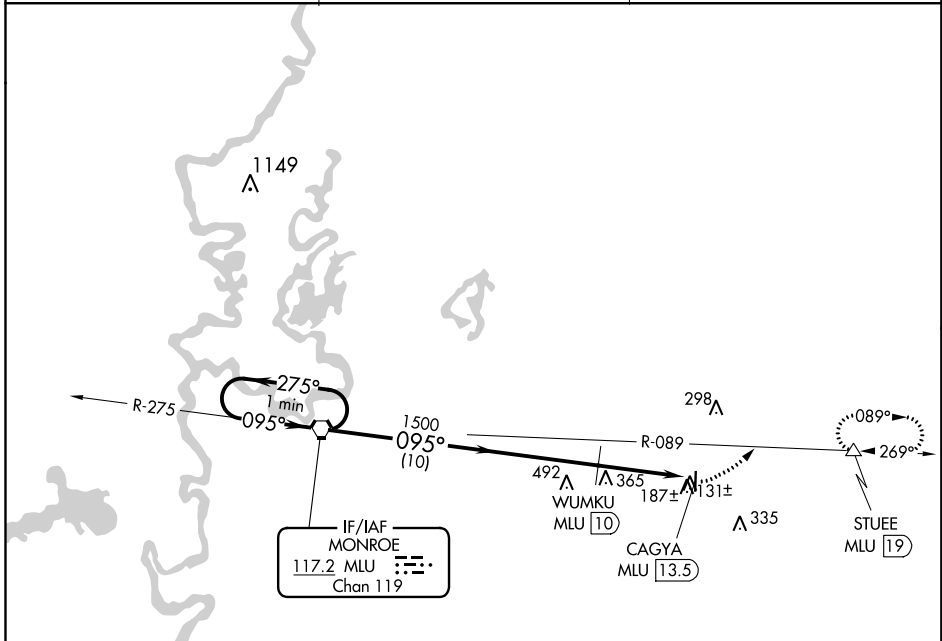 1149
275°
1 min
R-275
095°
1500
095°
(10)
298
R-089
089°
269°
492
365
187±
131±
335
WUMKU
MLU 10
CAGYA
MLU 13.5
STUEE
MLU 19
IF/IAF
MONROE
117.2 MLU
Chan 119